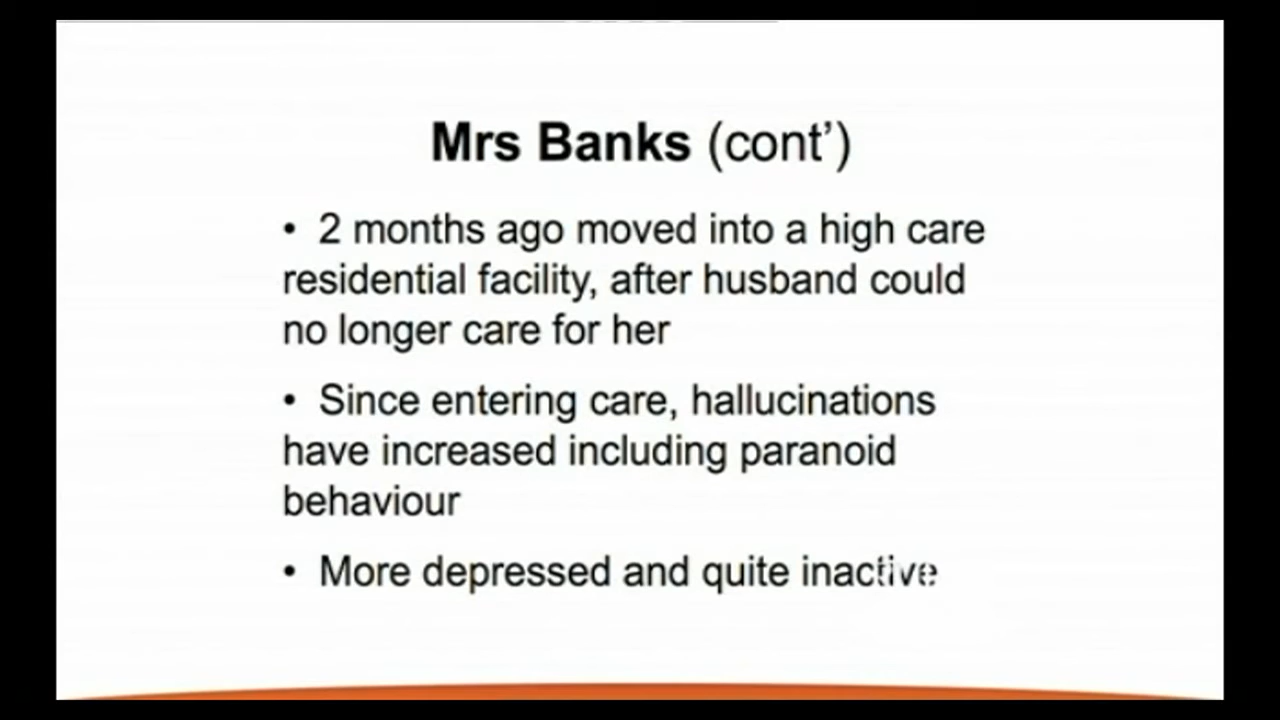 Mrs Banks (cont’)
• 2 months ago moved into a high care
residential facility, after husband could
no longer care for her
• Since entering care, hallucinations
have increased including paranoid
behaviour
• More depressed and quite inactive